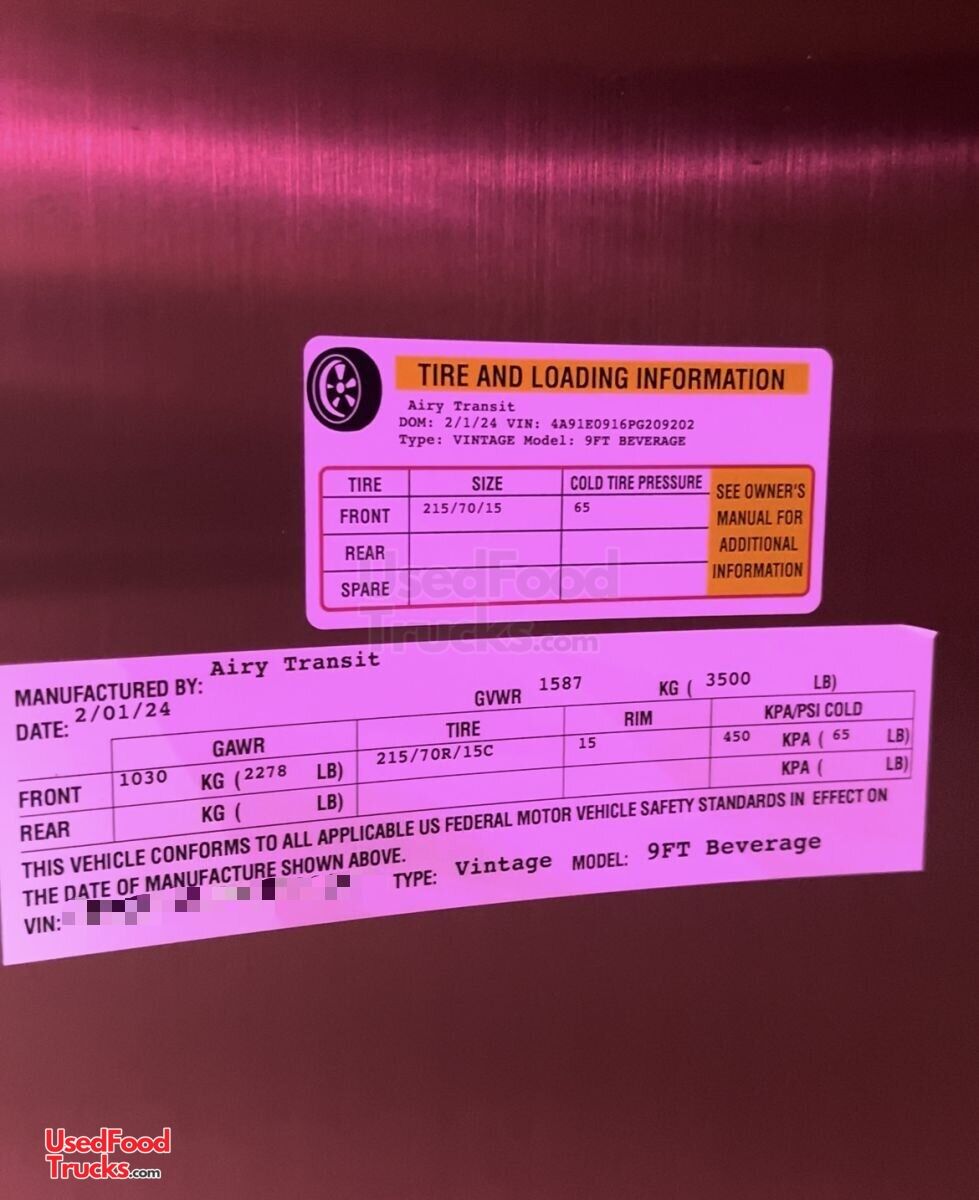 TIRE AND LOADING INFORMATION
Airy Transit
DOM: 2/1/24 VIN: 4A91E0916PG209202
Type: VINTAGE Model: 9FT BEVERAGE
TIRE SIZE COLD TIRE PRESSURE
FRONT 215/70/15 65
REAR
SPARE
SEE OWNER'S
MANUAL FOR
ADDITIONAL
INFORMATION
UsedFood
Trucks.com
MANUFACTURED BY: Airy Transit
DATE: 2/01/24 GVWR 1587 KG ( 3500 LB)
GAWR TIRE RIM KPA/PSI COLD
FRONT 1030 KG (2278 LB) 215/70R/15C 15 450 KPA ( 65 LB)
REAR KG ( LB) KPA ( LB)
THIS VEHICLE CONFORMS TO ALL APPLICABLE US FEDERAL MOTOR VEHICLE SAFETY STANDARDS IN EFFECT ON
THE DATE OF MANUFACTURE SHOWN ABOVE.
VIN: TYPE: Vintage MODEL: 9FT Beverage
UsedFood
Trucks.com